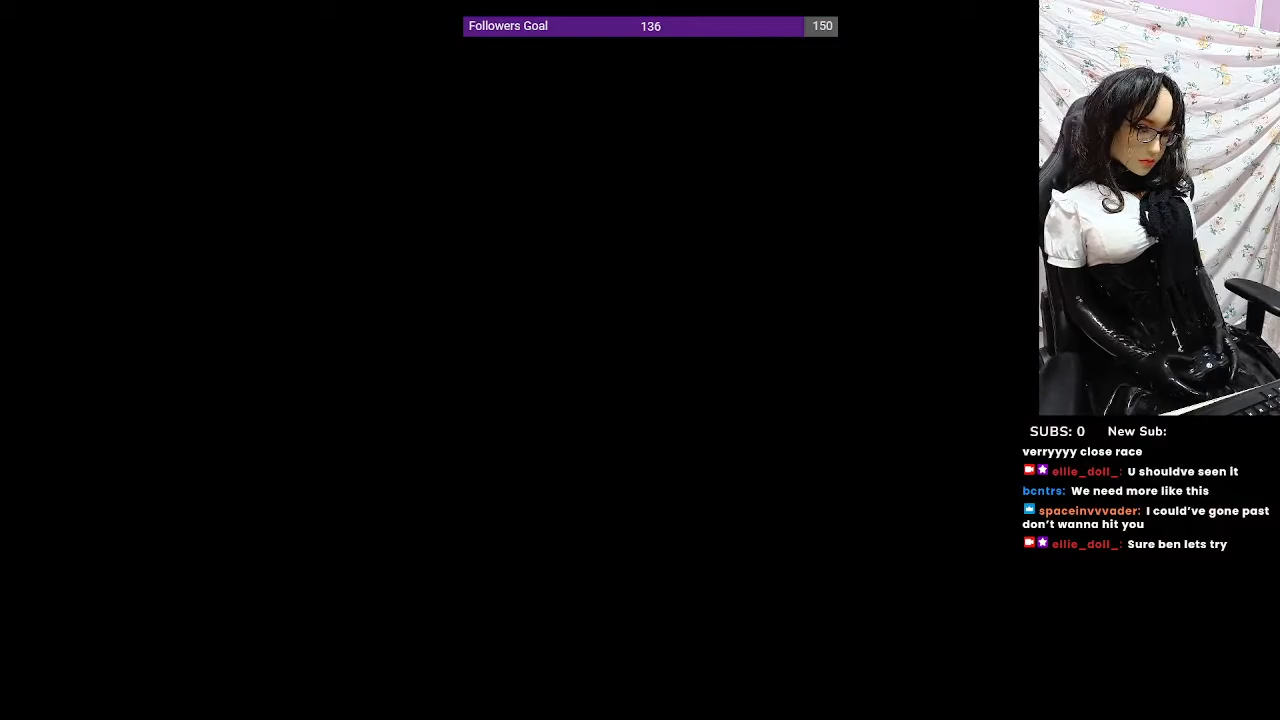 Followers Goal 136 150
SUBS: 0 New Sub:
verryyyy close race
ellie_doll_: U shouldve seen it
bcntrs: We need more like this
spaceinvvvader: I could've gone past
don't wanna hit you
ellie_doll_: Sure ben lets try